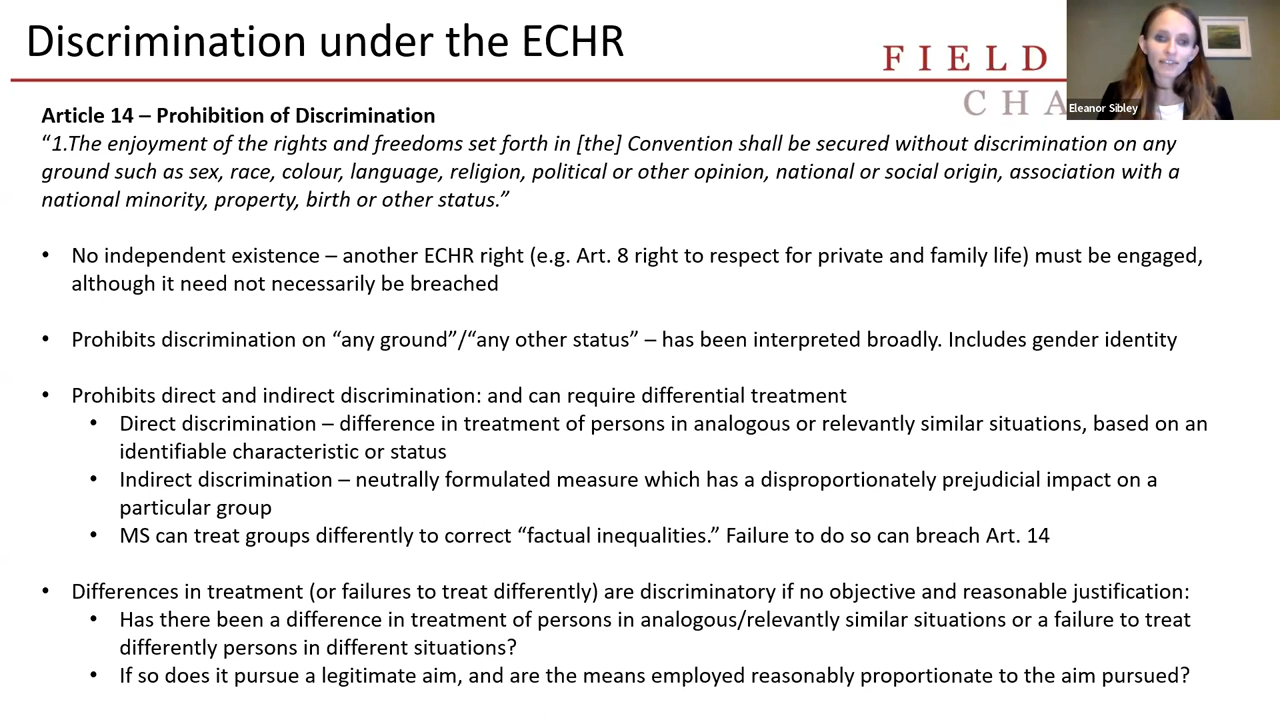 Discrimination under the ECHR
FIELD
CHA
Eleanor Sibley
Article 14 – Prohibition of Discrimination
“1.The enjoyment of the rights and freedoms set forth in [the] Convention shall be secured without discrimination on any
ground such as sex, race, colour, language, religion, political or other opinion, national or social origin, association with a
national minority, property, birth or other status.”
• No independent existence – another ECHR right (e.g. Art. 8 right to respect for private and family life) must be engaged,
although it need not necessarily be breached
• Prohibits discrimination on “any ground”/“any other status” – has been interpreted broadly. Includes gender identity
• Prohibits direct and indirect discrimination: and can require differential treatment
• Direct discrimination – difference in treatment of persons in analogous or relevantly similar situations, based on an
identifiable characteristic or status
• Indirect discrimination – neutrally formulated measure which has a disproportionately prejudicial impact on a
particular group
• MS can treat groups differently to correct “factual inequalities.” Failure to do so can breach Art. 14
• Differences in treatment (or failures to treat differently) are discriminatory if no objective and reasonable justification:
• Has there been a difference in treatment of persons in analogous/relevantly similar situations or a failure to treat
differently persons in different situations?
• If so does it pursue a legitimate aim, and are the means employed reasonably proportionate to the aim pursued?